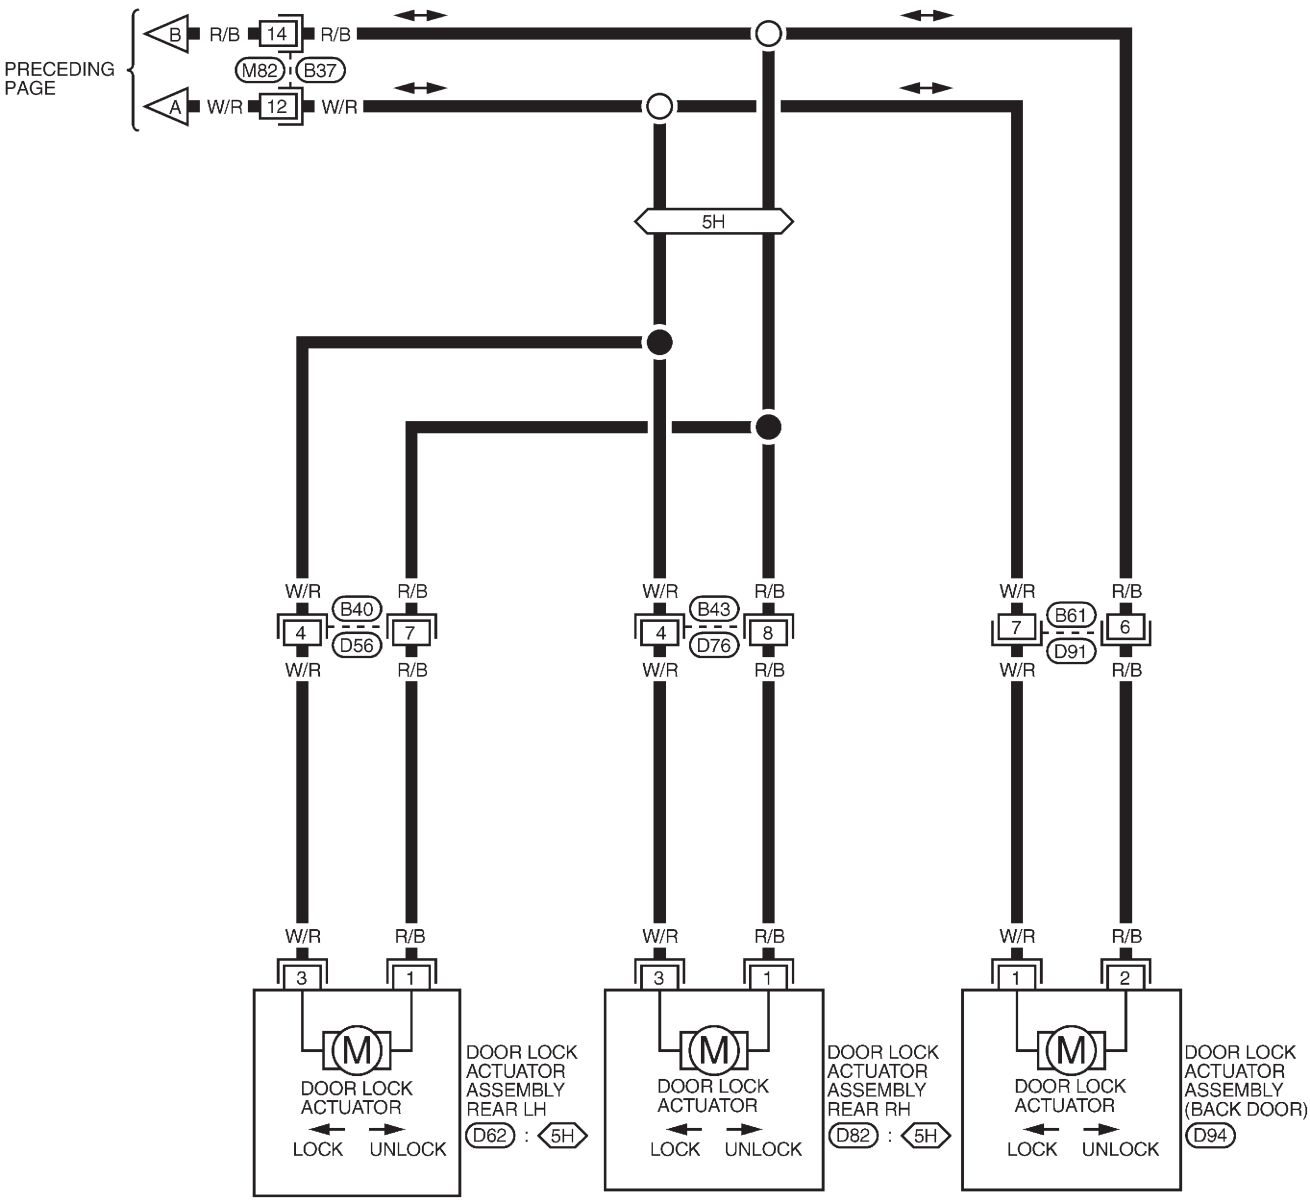 B R/B 14 R/B
PRECEDING
PAGE
M82 B37
A W/R 12 W/R
5H
W/R R/B W/R R/B W/R R/B
B40 B43 B61
4 7 4 8 7 6
D56 D76 D91
W/R R/B W/R R/B W/R R/B
W/R R/B W/R R/B W/R R/B
3 1 3 1 1 2
M M M
DOOR LOCK
ACTUATOR
LOCK UNLOCK
DOOR LOCK
ACTUATOR
ASSEMBLY
REAR LH
D62 : 5H
DOOR LOCK
ACTUATOR
LOCK UNLOCK
DOOR LOCK
ACTUATOR
ASSEMBLY
REAR RH
D82 : 5H
DOOR LOCK
ACTUATOR
LOCK UNLOCK
DOOR LOCK
ACTUATOR
ASSEMBLY
(BACK DOOR)
D94